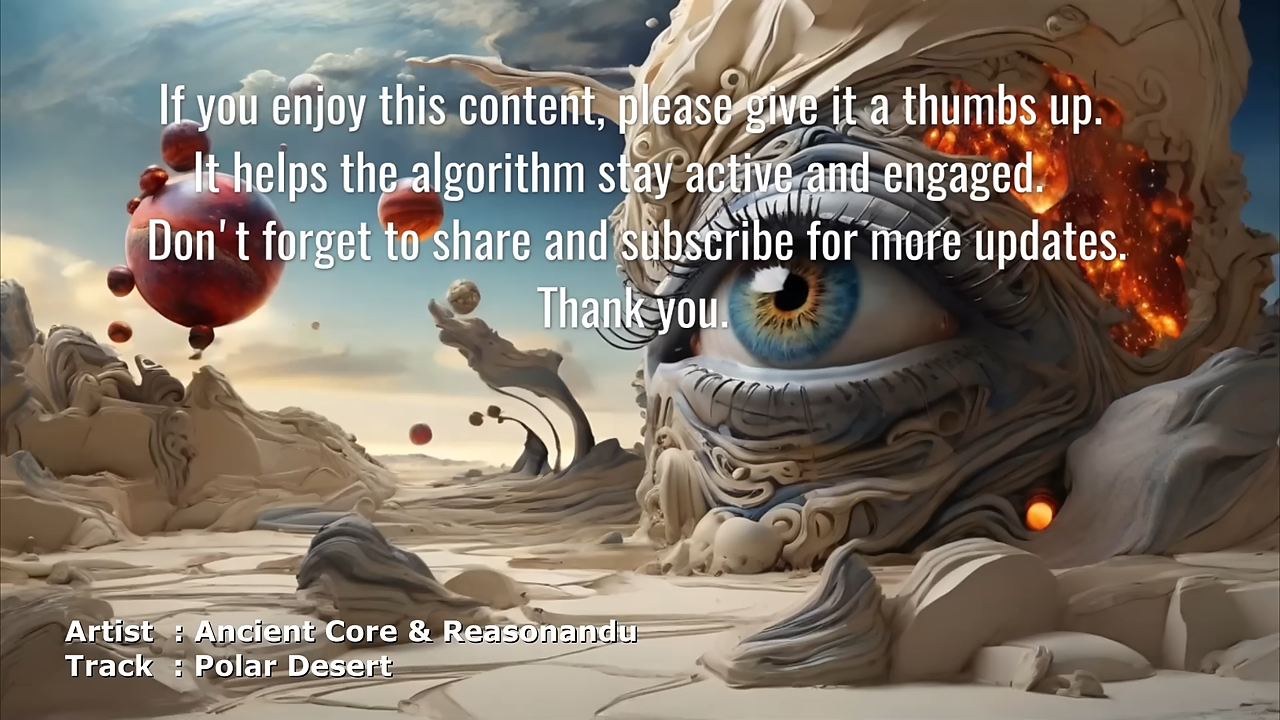 If you enjoy this content, please give it a thumbs up.
It helps the algorithm stay active and engaged.
Don't forget to share and subscribe for more updates.
Thank you.
Artist : Ancient Core & Reasonandu
Track : Polar Desert